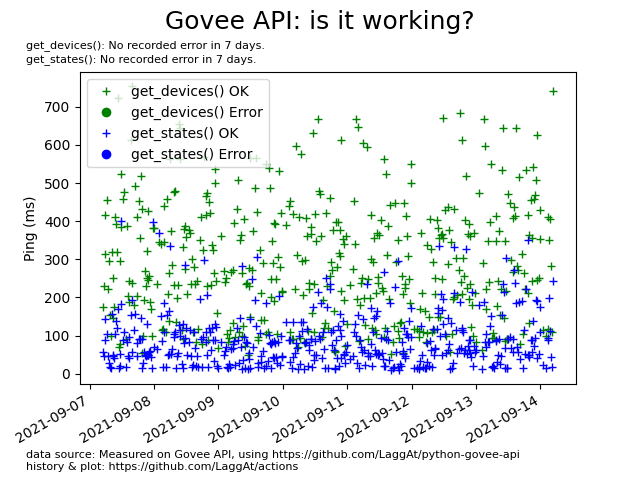 Govee API: is it working?
get_devices(): No recorded error in 7 days.
get_states(): No recorded error in 7 days.
get_devices() OK
get_devices() Error
get_states() OK
get_states() Error
Ping (ms)
700
600
500
400
300
200
100
0
2021-09-07
2021-09-08
2021-09-09
2021-09-10
2021-09-11
2021-09-12
2021-09-13
2021-09-14
data source: Measured on Govee API, using https://github.com/LaggAt/python-govee-api
history & plot: https://github.com/LaggAt/actions